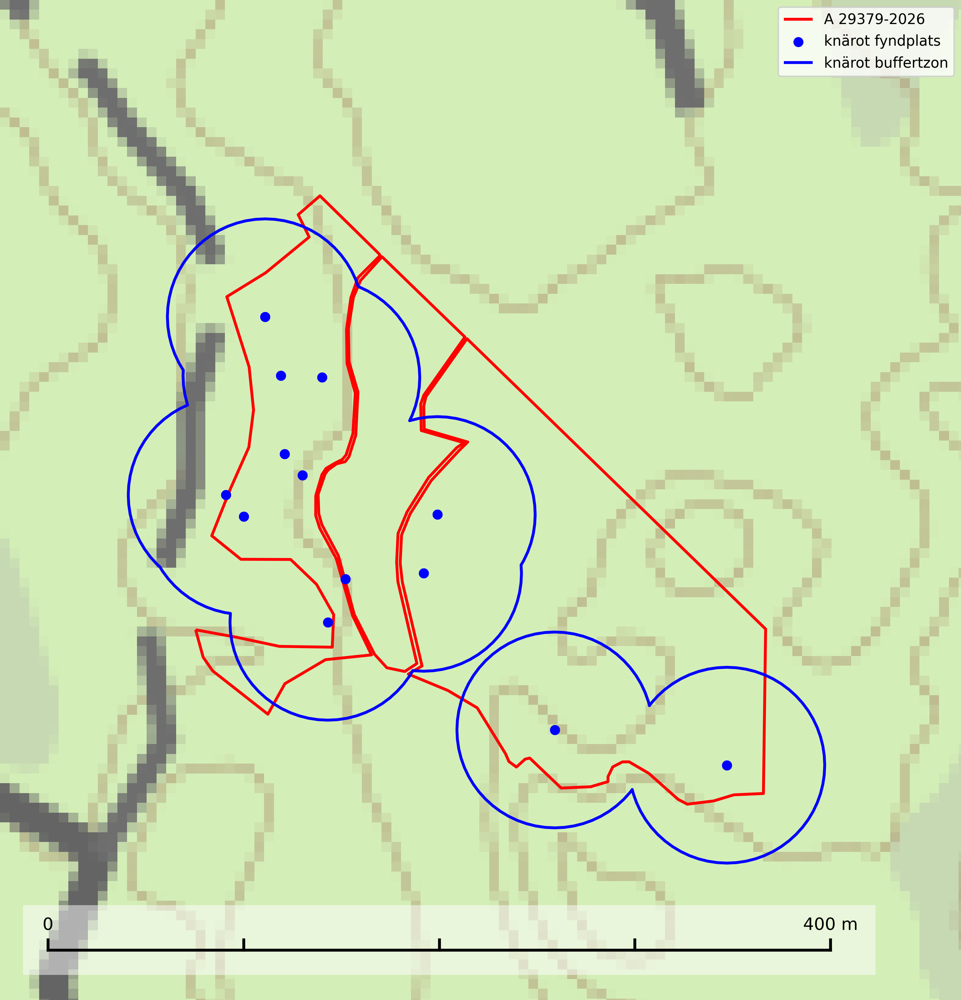 A 29379-2026
knärot fyndplats
knärot buffertzon
0
400 m